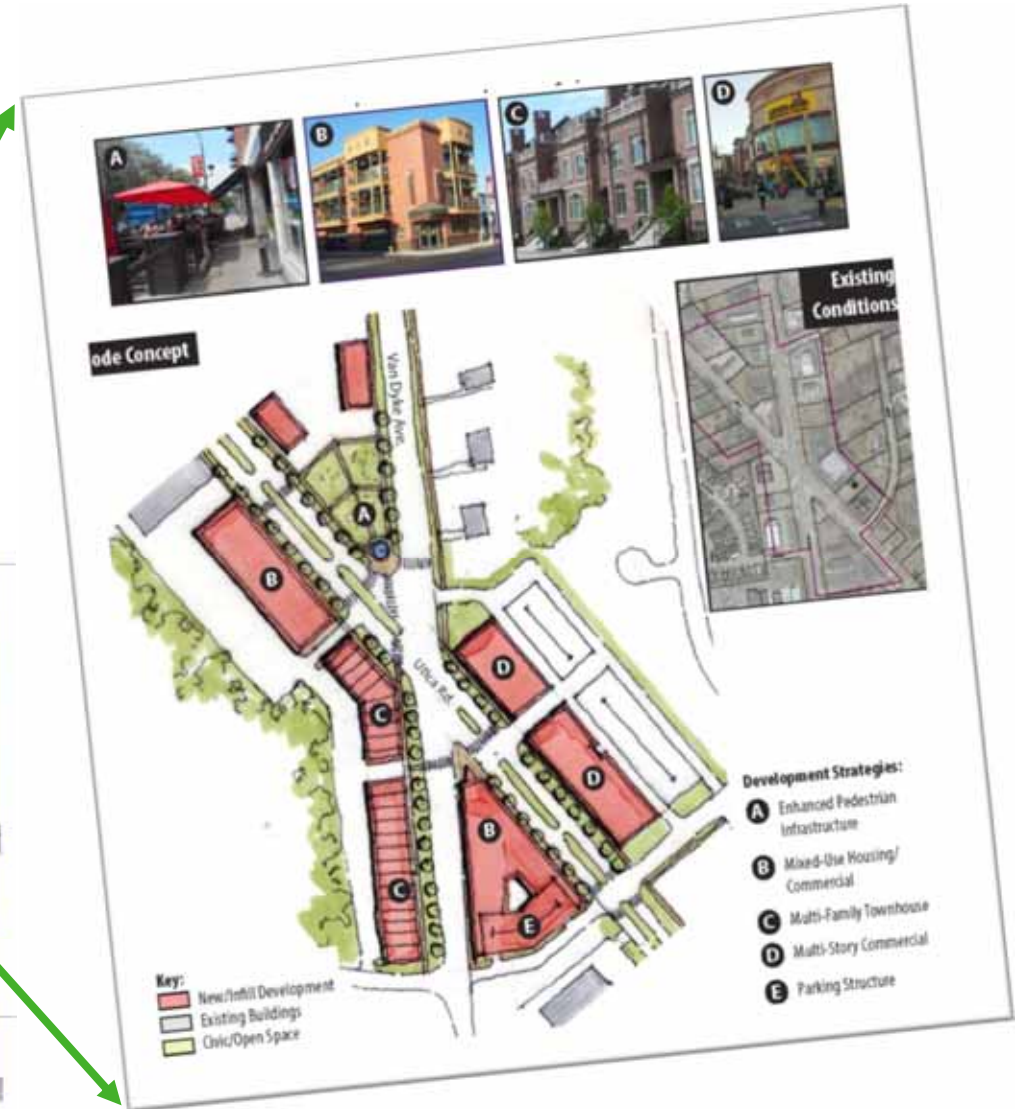 A
B
C
D
Existing
Conditions
ode Concept
Van Dyke Ave.
A
B
D
Utica Rd.
C
D
B
C
E
Development Strategies:
A Enhanced Pedestrian
Infrastructure
B Mixed-Use Housing/
Commercial
C Multi-Family Townhouse
D Multi-Story Commercial
E Parking Structure
Key:
New/Infill Development
Existing Buildings
Civic/Open Space